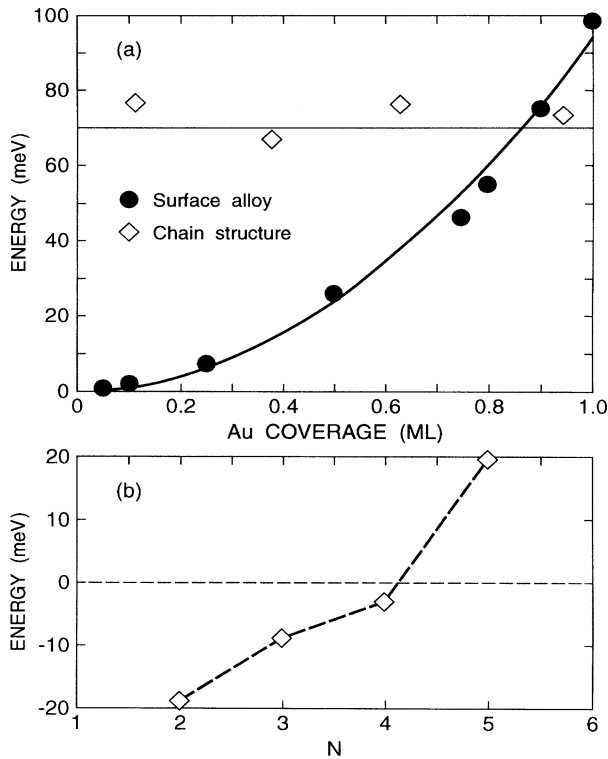 100
80
60
40
20
0
ENERGY (meV)
(a)
Surface alloy
Chain structure
0 0.2 0.4 0.6 0.8 1.0
Au COVERAGE (ML)
20
10
0
-10
-20
ENERGY (meV)
(b)
1 2 3 4 5 6
N